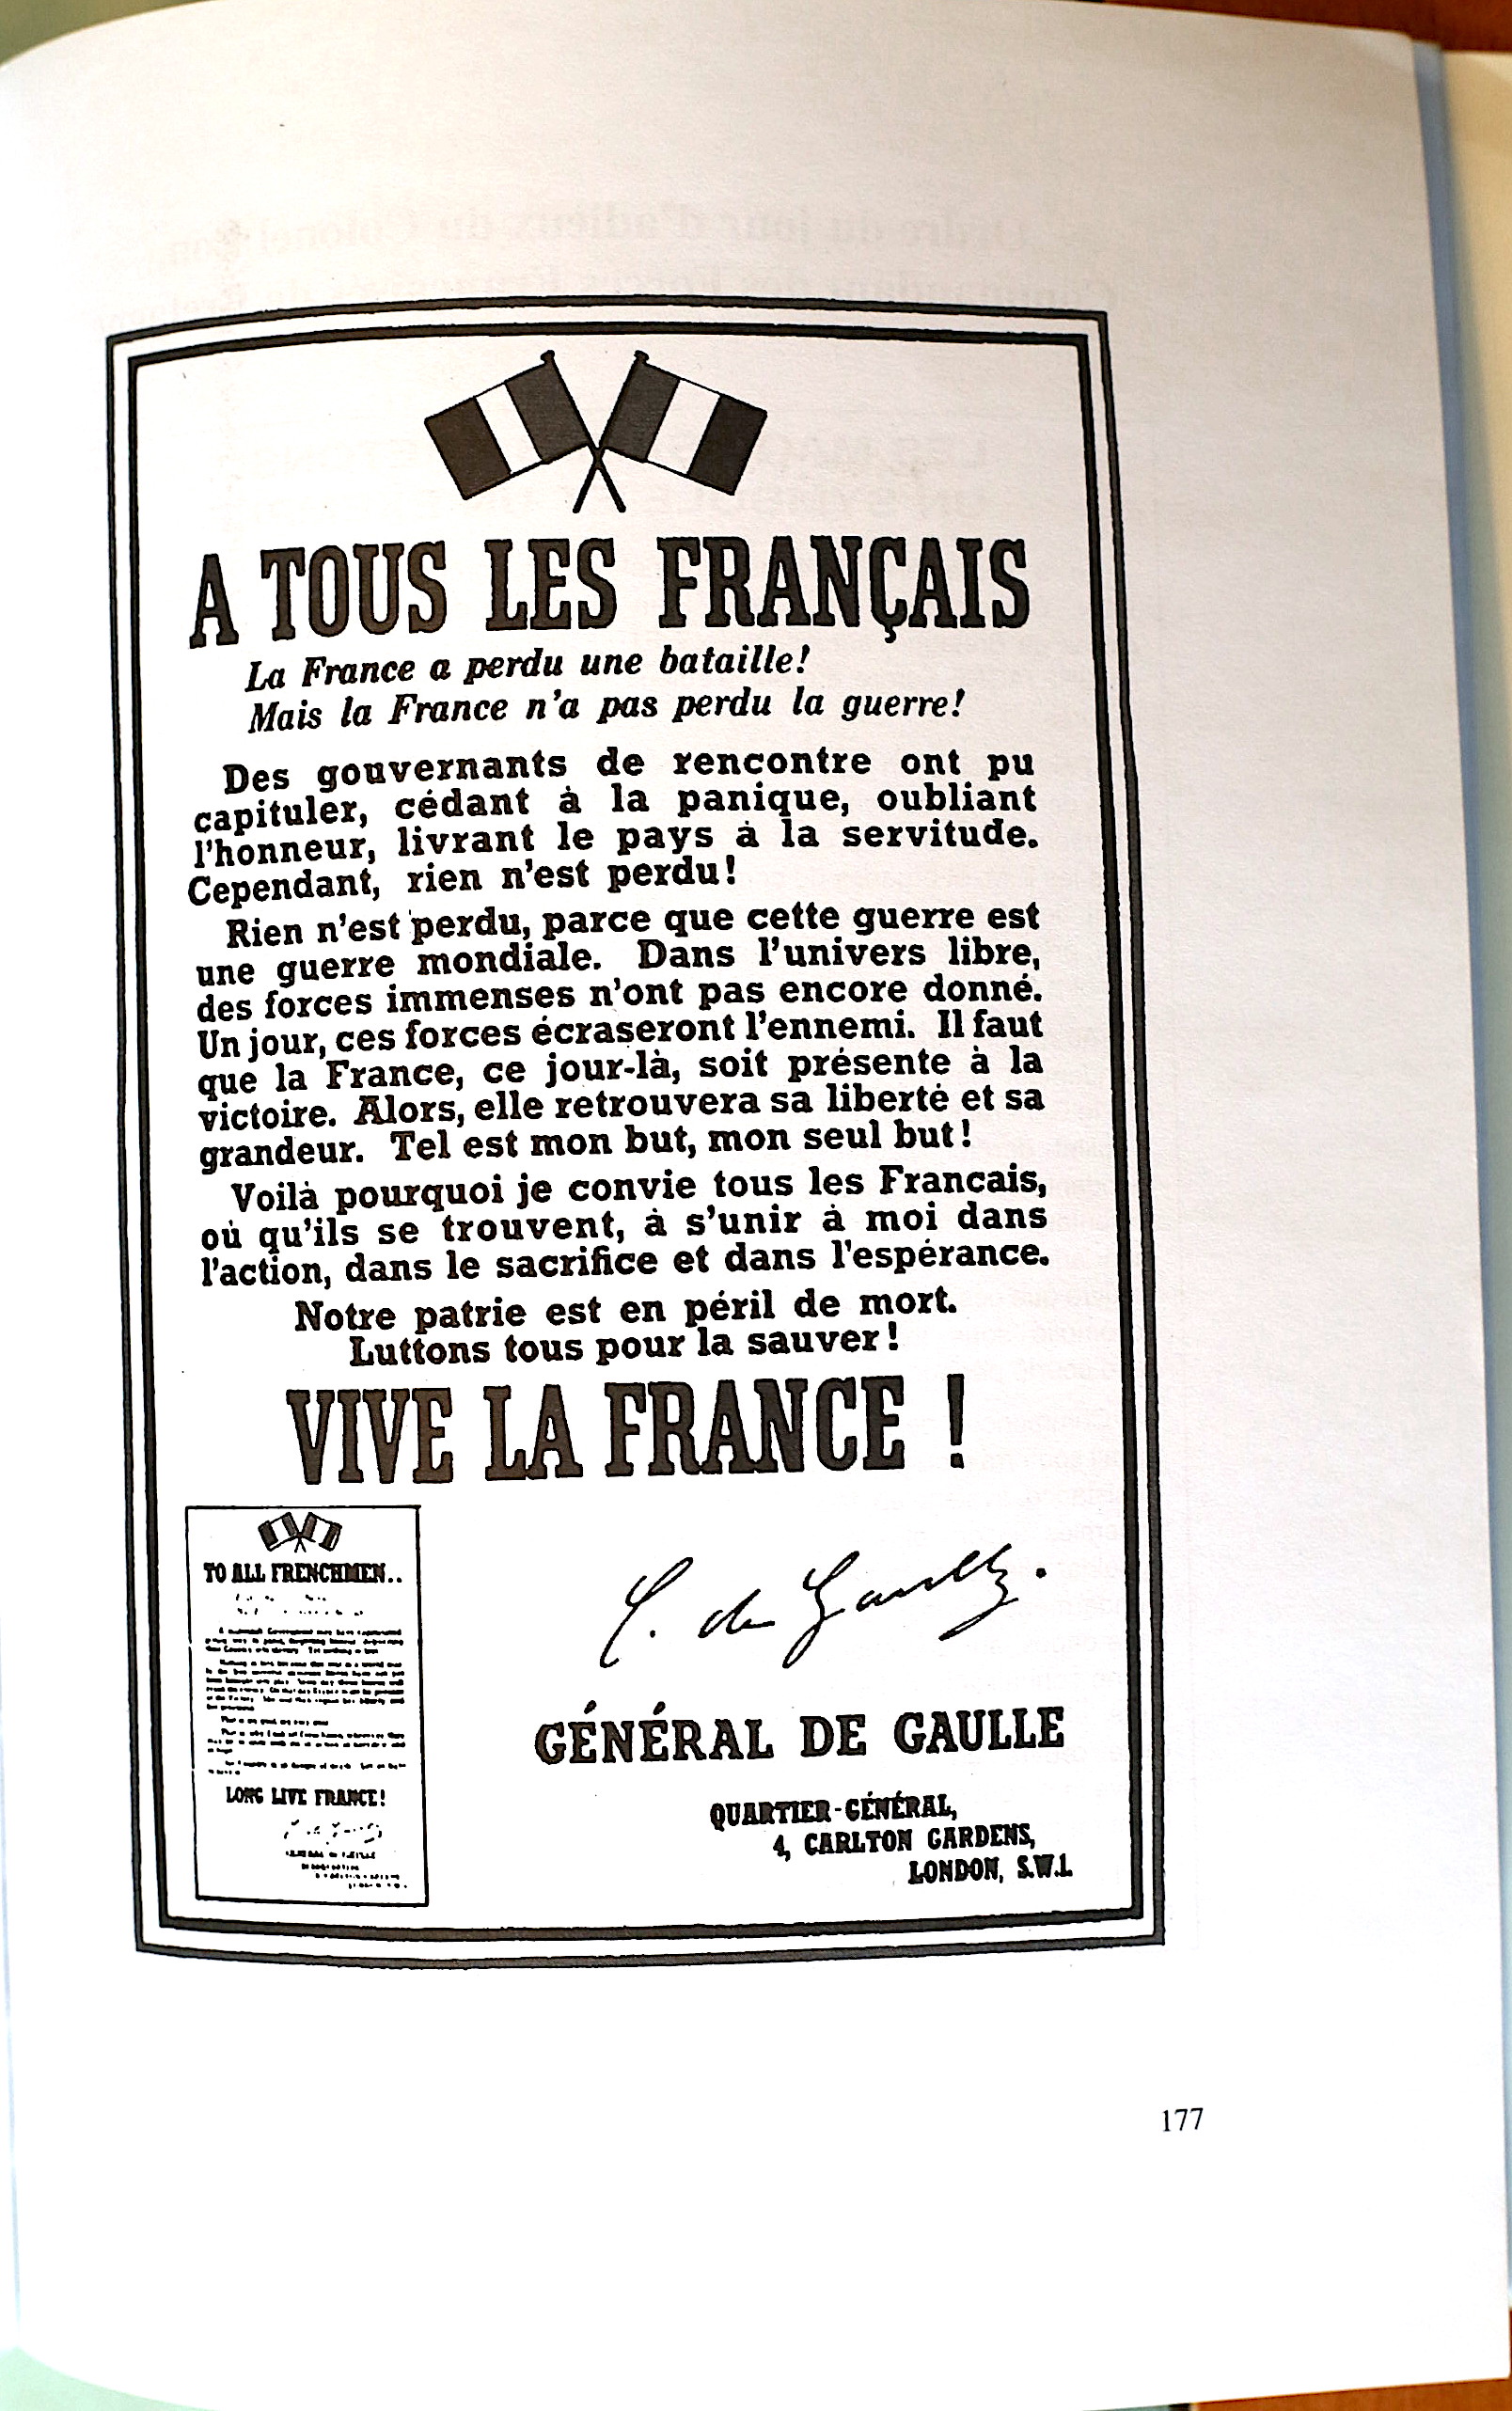 A TOUS LES FRANÇAIS
La France a perdu une bataille!
Mais la France n'a pas perdu la guerre!
Des gouvernants de rencontre ont pu
capituler, cédant à la panique, oubliant
l'honneur, livrant le pays à la servitude.
Cependant, rien n'est perdu!
Rien n'est perdu, parce que cette guerre est
une guerre mondiale. Dans l'univers libre,
des forces immenses n'ont pas encore donné.
Un jour, ces forces écraseront l'ennemi. Il faut
que la France, ce jour-là, soit présente à la
victoire. Alors, elle retrouvera sa liberté et sa
grandeur. Tel est mon but, mon seul but!
Voilà pourquoi je convie tous les Francais,
où qu'ils se trouvent, à s'unir à moi dans
l'action, dans le sacrifice et dans l'espérance.
Notre patrie est en péril de mort.
Luttons tous pour la sauver!
VIVE LA FRANCE !
TO ALL FRENCHMEN..
LONG LIVE FRANCE!
C. de Gaulle.
GÉNÉRAL DE GAULLE
QUARTIER-GÉNÉRAL,
4, CARLTON GARDENS,
LONDON, S.W.1.
177